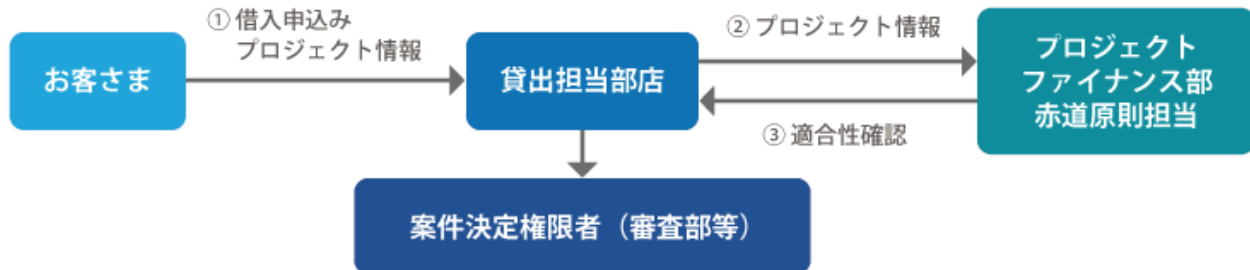 ① 借入申込み
プロジェクト情報
② プロジェクト情報
お客さま
貸出担当部店
プロジェクト
ファイナンス部
赤道原則担当
③ 適合性確認
案件決定権限者（審査部等）